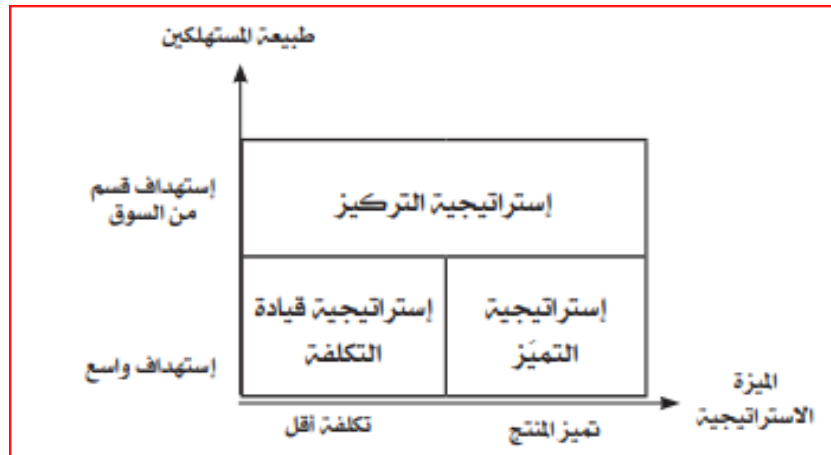 طبيعة المستهلكين
إستهداف قسم
من السوق
إستراتيجية التركيز
إستراتيجية
التميَز
إستراتيجية قيادة
التكلفة
إستهداف واسع
الميزة
الاستراتيجية
تميز المنتج
تكلفة أقل